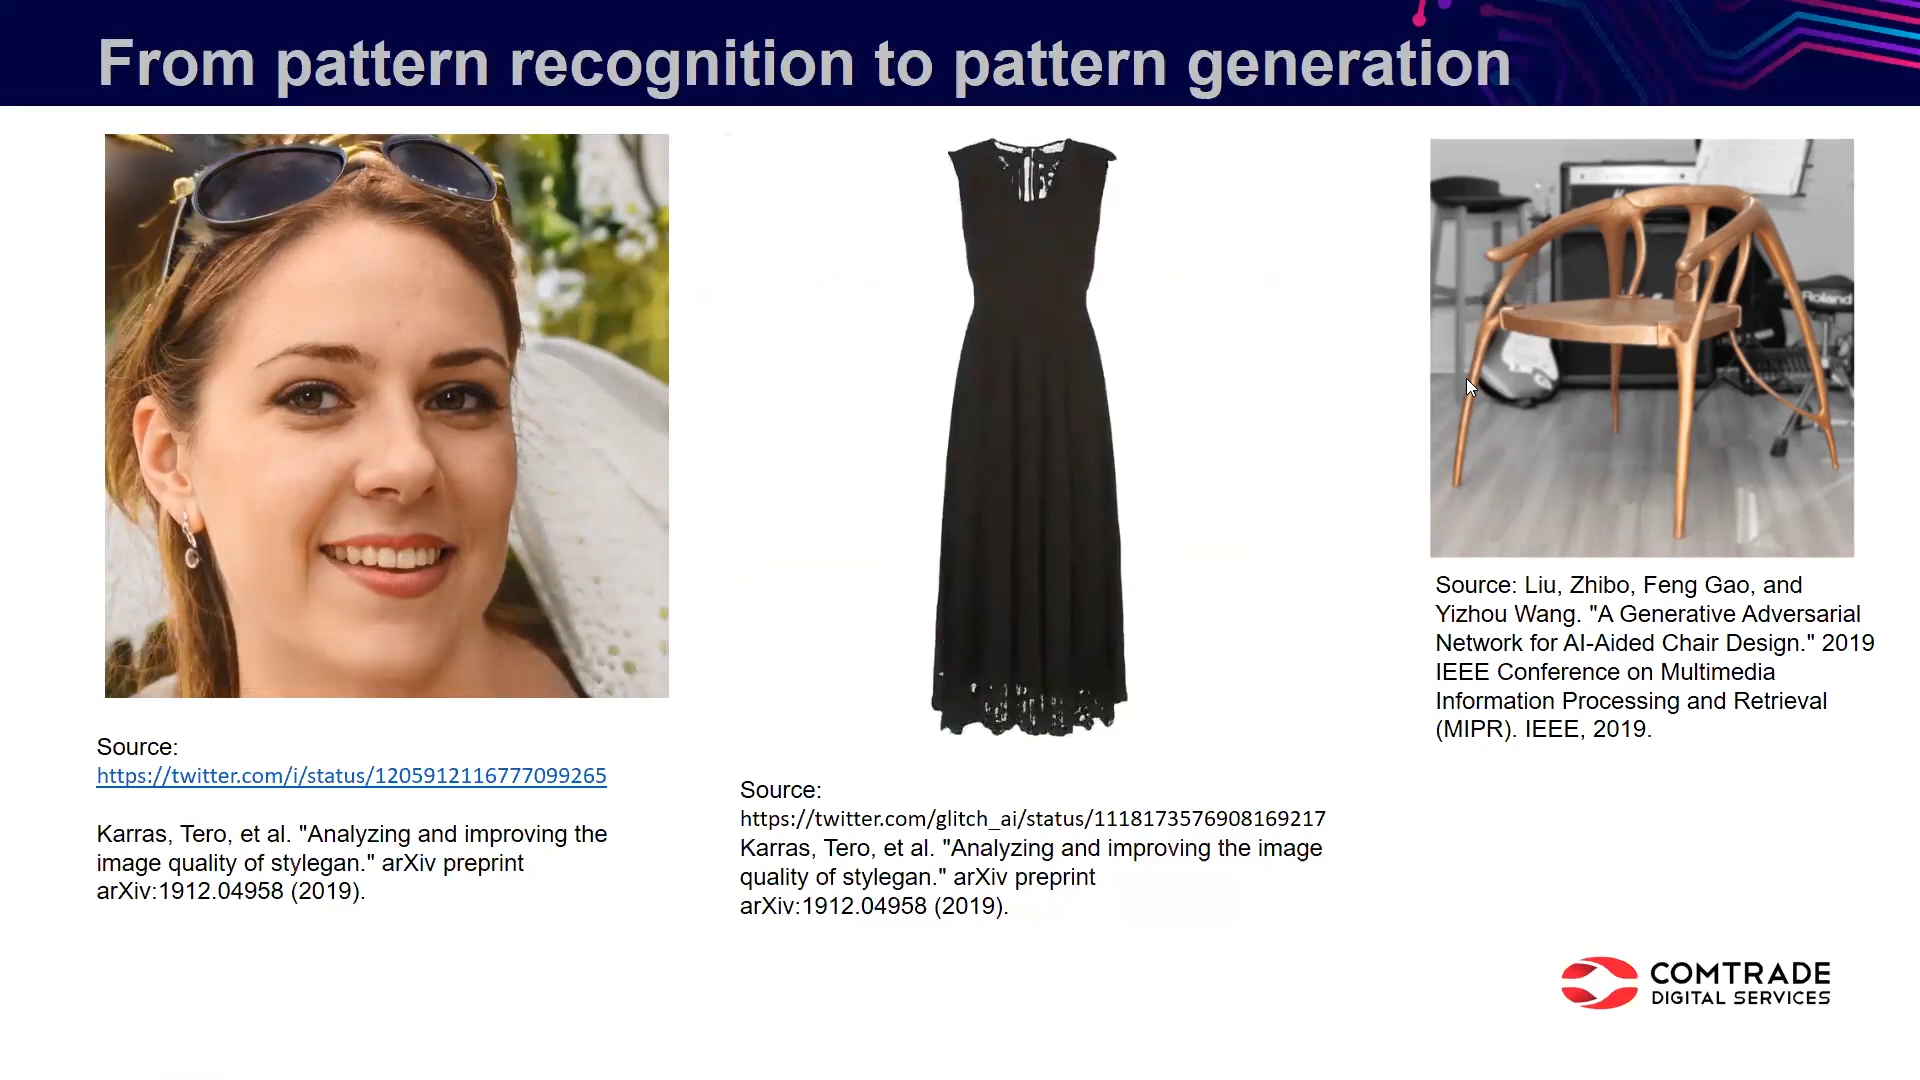 From pattern recognition to pattern generation
Source:
https://twitter.com/i/status/1205912116777099265
Karras, Tero, et al. "Analyzing and improving the
image quality of stylegan." arXiv preprint
arXiv:1912.04958 (2019).
Source:
https://twitter.com/glitch_ai/status/1118173576908169217
Karras, Tero, et al. "Analyzing and improving the image
quality of stylegan." arXiv preprint
arXiv:1912.04958 (2019).
Roland
Source: Liu, Zhibo, Feng Gao, and
Yizhou Wang. "A Generative Adversarial
Network for AI-Aided Chair Design." 2019
IEEE Conference on Multimedia
Information Processing and Retrieval
(MIPR). IEEE, 2019.
COMTRADE
DIGITAL SERVICES